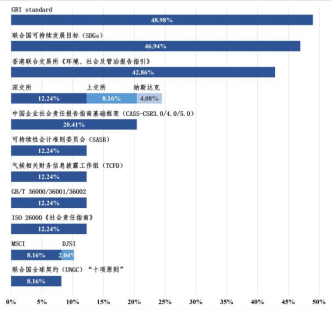 GRI standard
48.98%
联合国可持续发展目标（SDGs）
46.94%
香港联合交易所《环境、社会及管治报告指引》
42.86%
深交所 上交所 纳斯达克
12.24% 8.16% 4.08%
中国企业社会责任报告指南基础框架（CASS-CSR3.0/4.0/5.0）
20.41%
可持续性会计准则委员会（SASB）
12.24%
气候相关财务信息披露工作组（TCFD）
12.24%
GB/T 36000/36001/36002
12.24%
ISO 26000《社会责任指南》
12.24%
MSCI DJSI
8.16% 2.04%
联合国全球契约（UNGC）“十项原则”
8.16%
0% 5% 10% 15% 20% 25% 30% 35% 40% 45% 50%